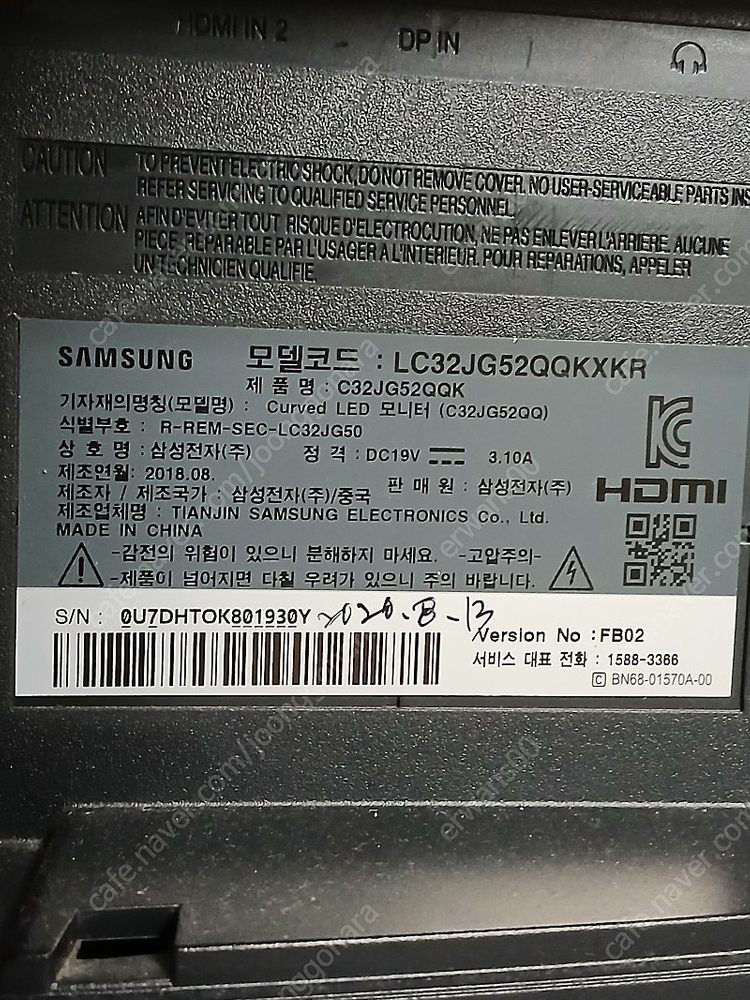 HDMI IN 2
DP IN
CAUTION TO PREVENT ELECTRIC SHOCK, DO NOT REMOVE COVER. NO USER-SERVICEABLE PARTS INS
REFER SERVICING TO QUALIFIED SERVICE PERSONNEL.
ATTENTION AFIN D'EVITER TOUT RISQUE D'ELECTROCUTION, NE PAS ENLEVER L'ARRIERE. AUCUNE
PIECE REPARABLE PAR L'USAGER A L'INTERIEUR. POUR REPARATIONS, APPELER
UN TECHNICIEN QUALIFIE.
SAMSUNG 모델코드 : LC32JG52QQKXKR
제 품 명 : C32JG52QQK
기자재의명칭(모델명) : Curved LED 모니터 (C32JG52QQ)
식별부호 : R-REM-SEC-LC32JG50
상 호 명 : 삼성전자(주) 정 격 : DC19V 3.10A
제조연월: 2018.08.
제조자 / 제조국가 : 삼성전자(주)/중국 판 매 원 : 삼성전자(주)
HDMI
제조업체명 : TIANJIN SAMSUNG ELECTRONICS Co., Ltd.
MADE IN CHINA
-감전의 위험이 있으니 분해하지 마세요. -고압주의-
-제품이 넘어지면 다칠 우려가 있으니 주의 바랍니다.
S/N : 0U7DHTOK801930Y 2020.8-13
Version No :FB02
서비스 대표 전화 : 1588-3366
C BN68-01570A-00
cafe.naver.com/joonggonara
erwars00